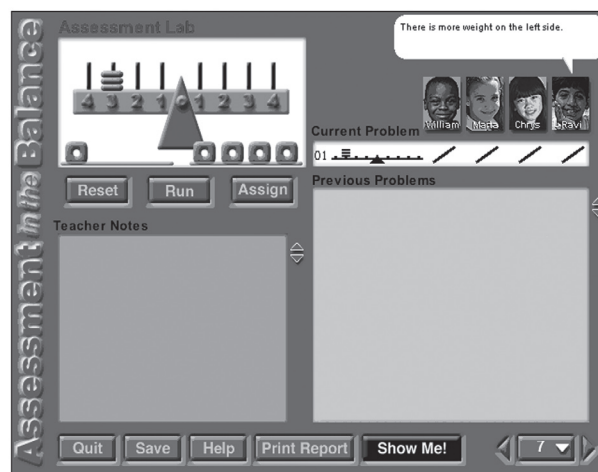 Assessment in the Balance
Assessment Lab
There is more weight on the left side.
4 3 2 1 0 1 2 3 4
William Maria Chrys Ravi
Current Problem
01
Reset Run Assign
Previous Problems
Teacher Notes
Quit Save Help Print Report Show Me! 7